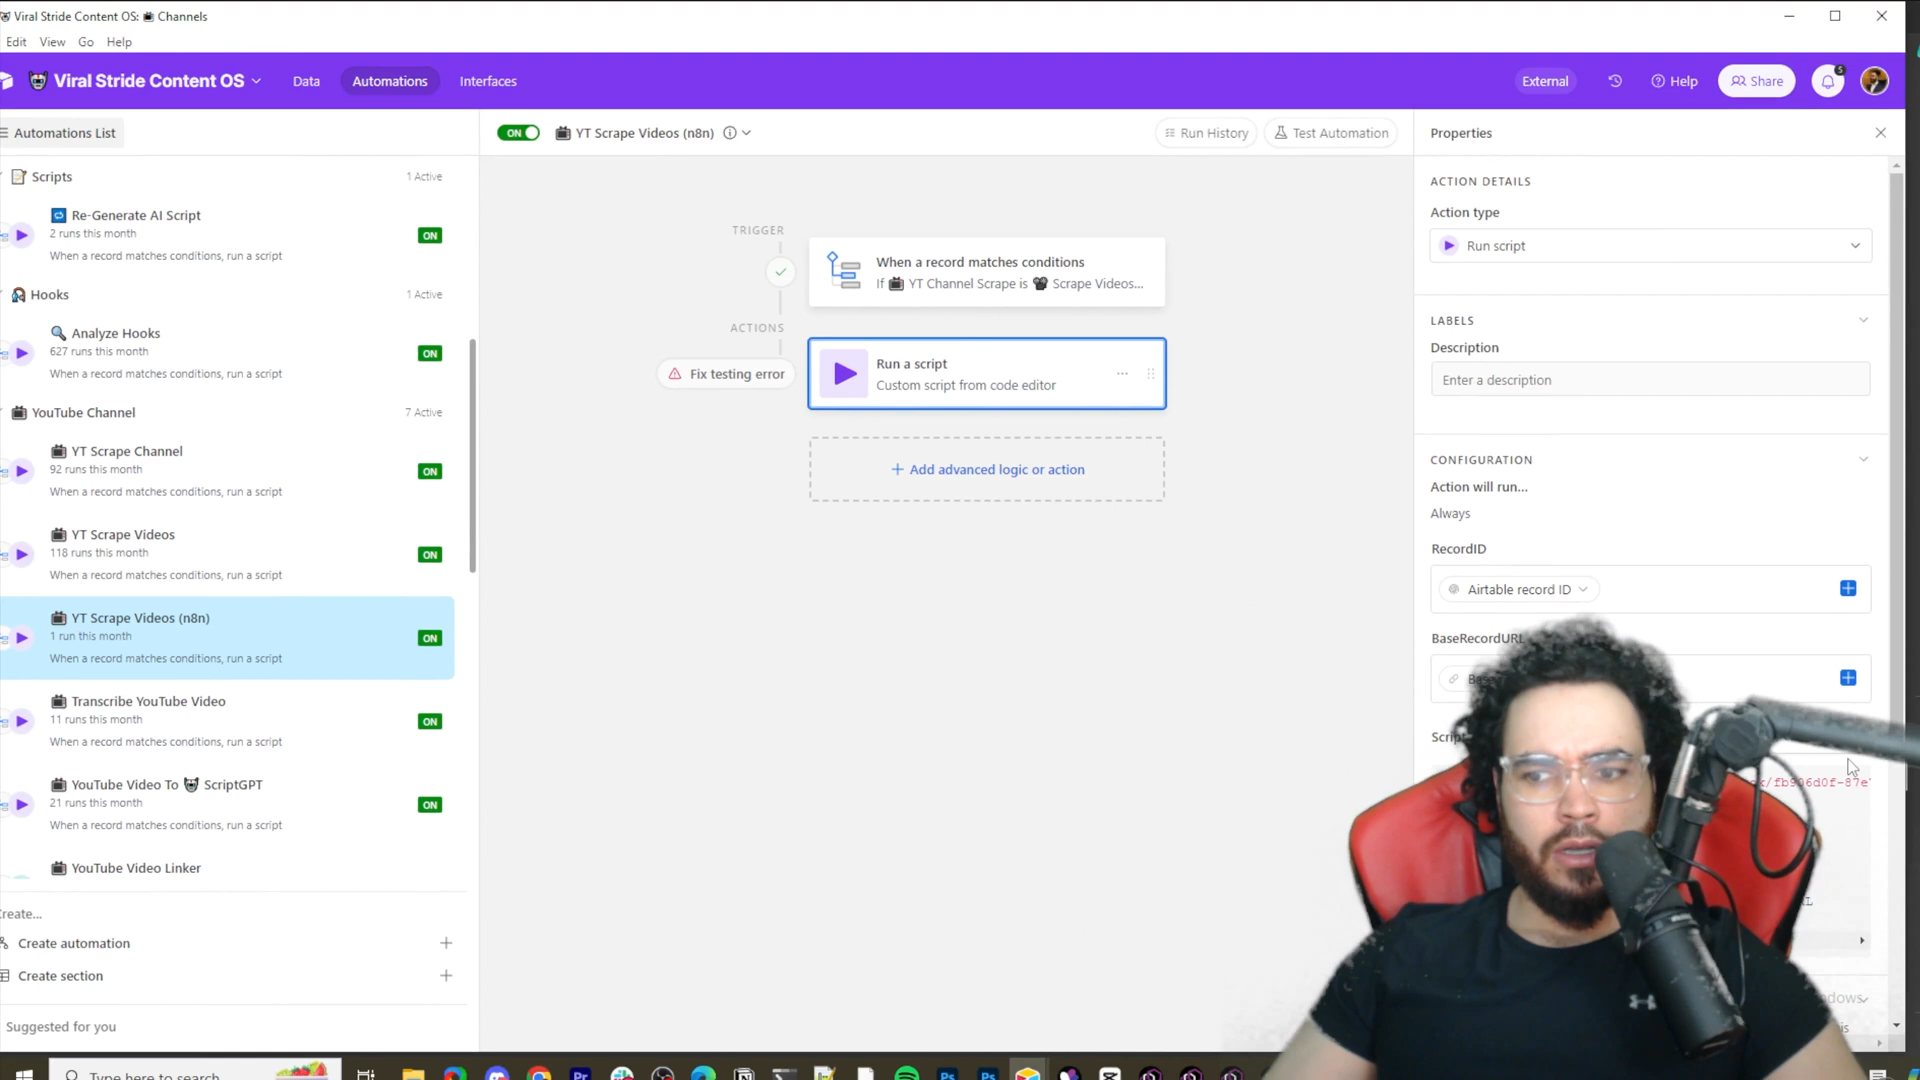 Viral Stride Content OS: Channels
Edit View Go Help
Viral Stride Content OS
Data
Automations
Interfaces
External
Help
Share
5
Automations List
ON
YT Scrape Videos (n8n)
Run History
Test Automation
Properties
Scripts
1 Active
Re-Generate AI Script
2 runs this month
When a record matches conditions, run a script
ON
Hooks
1 Active
Analyze Hooks
627 runs this month
When a record matches conditions, run a script
ON
YouTube Channel
7 Active
YT Scrape Channel
92 runs this month
When a record matches conditions, run a script
ON
YT Scrape Videos
118 runs this month
When a record matches conditions, run a script
ON
YT Scrape Videos (n8n)
1 run this month
When a record matches conditions, run a script
ON
Transcribe YouTube Video
11 runs this month
When a record matches conditions, run a script
ON
YouTube Video To ScriptGPT
21 runs this month
When a record matches conditions, run a script
ON
YouTube Video Linker
Create automation
Create section
Suggested for you
TRIGGER
When a record matches conditions
If YT Channel Scrape is Scrape Videos...
ACTIONS
Fix testing error
Run a script
Custom script from code editor
Add advanced logic or action
ACTION DETAILS
Action type
Run script
LABELS
Description
Enter a description
CONFIGURATION
Action will run...
Always
RecordID
Airtable record ID
BaseRecordURL
Type here to search